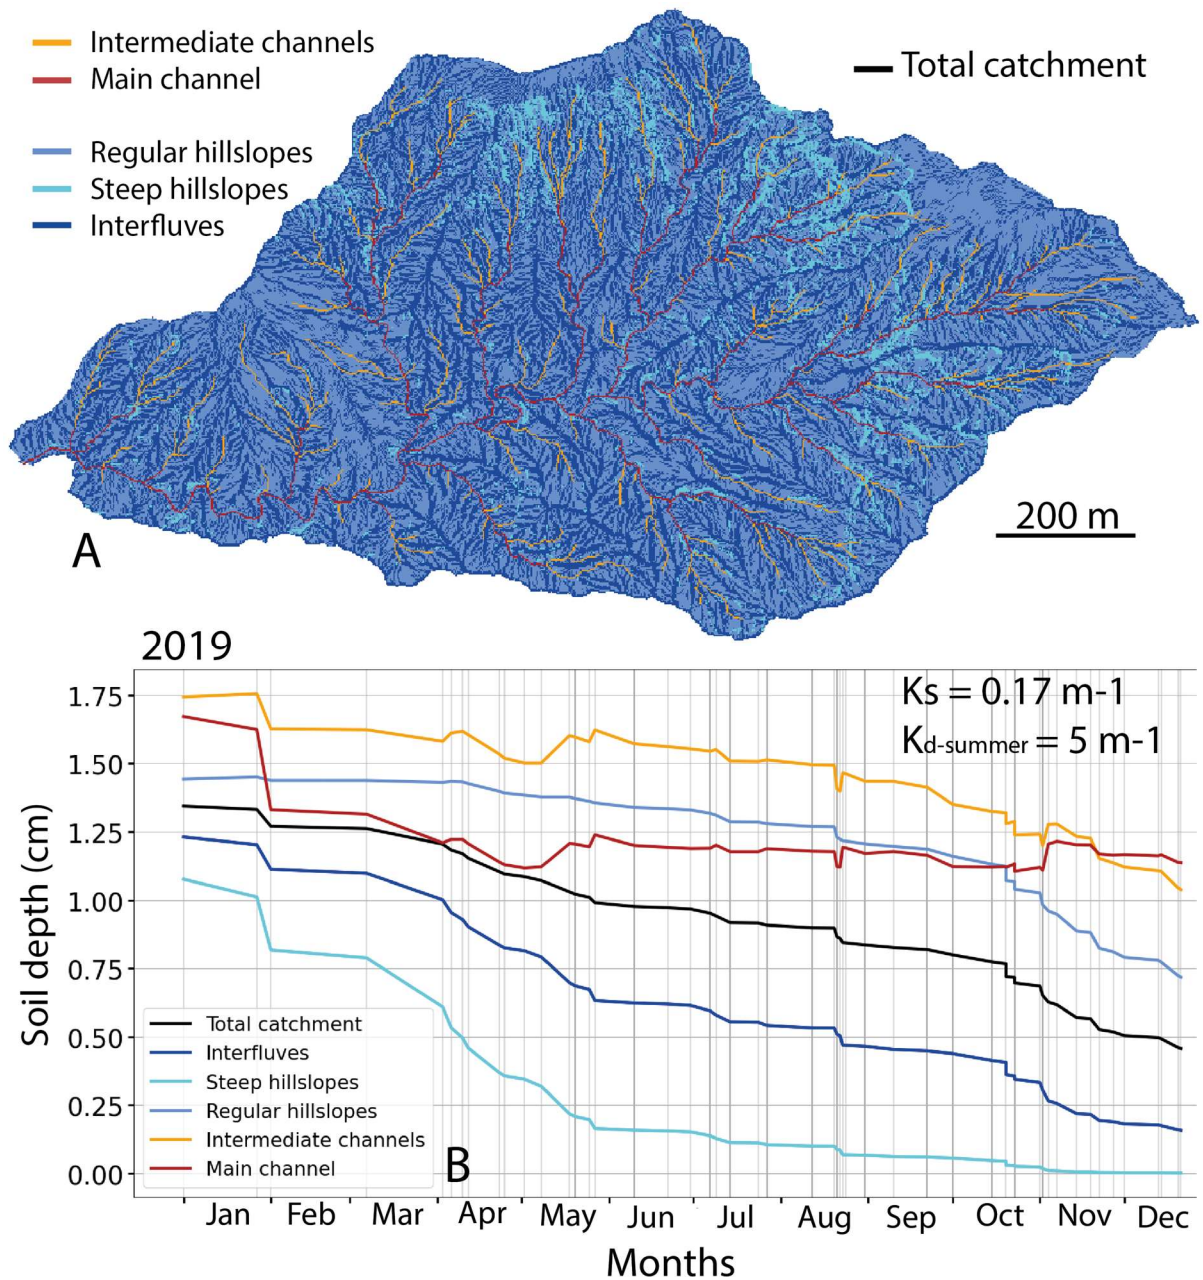 Intermediate channels
Main channel
Total catchment
Regular hillslopes
Steep hillslopes
Interfluves
200 m
A
2019
Ks = 0.17 m-1
Kd-summer = 5 m-1
1.75
1.50
1.25
1.00
0.75
0.50
0.25
0.00
Soil depth (cm)
Total catchment
Interfluves
Steep hillslopes
Regular hillslopes
Intermediate channels
Main channel
B
Jan Feb Mar Apr May Jun Jul Aug Sep Oct Nov Dec
Months